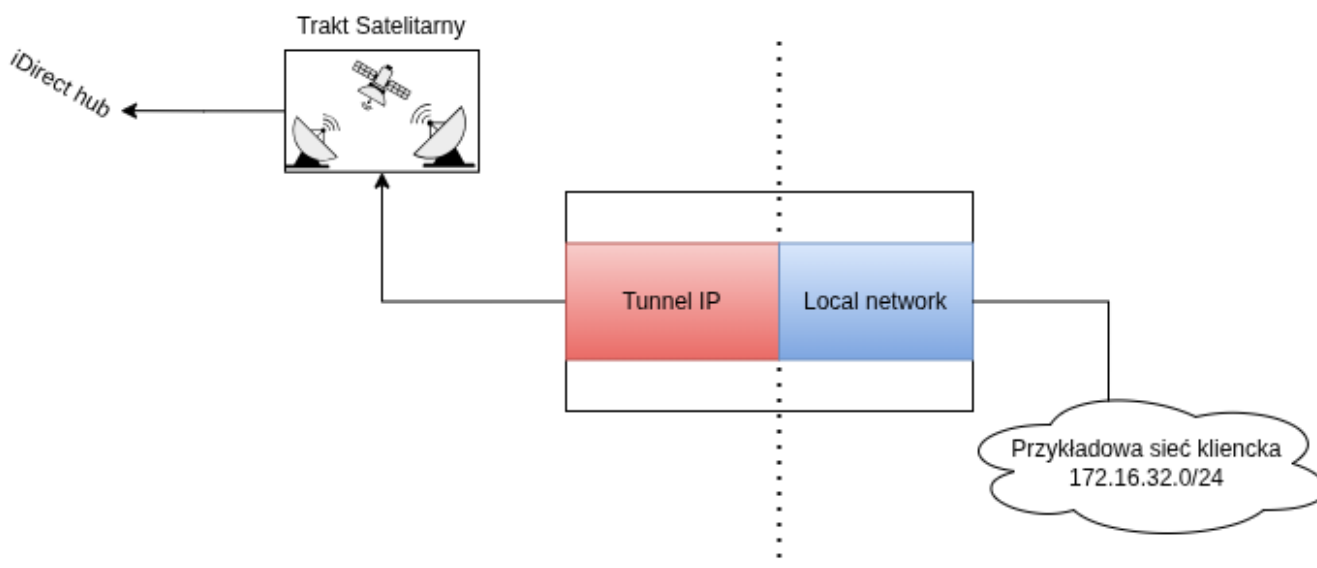 Trakt Satelitarny
iDirect hub
Tunnel IP
Local network
Przykładowa sieć kliencka
172.16.32.0/24